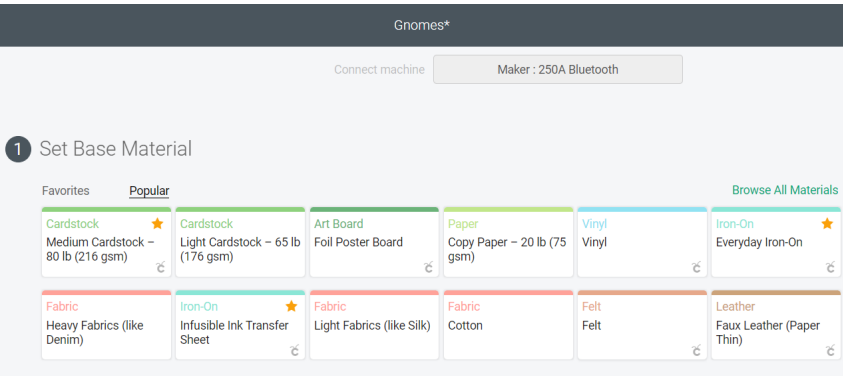 Gnomes*
Connect machine
Maker : 250A Bluetooth
1 Set Base Material
Favorites Popular Browse All Materials
Cardstock
Medium Cardstock –
80 lb (216 gsm)
Cardstock
Light Cardstock – 65 lb
(176 gsm)
Art Board
Foil Poster Board
Paper
Copy Paper – 20 lb (75
gsm)
Vinyl
Vinyl
Iron-On
Everyday Iron-On
Fabric
Heavy Fabrics (like
Denim)
Iron-On
Infusible Ink Transfer
Sheet
Fabric
Light Fabrics (like Silk)
Fabric
Cotton
Felt
Felt
Leather
Faux Leather (Paper
Thin)